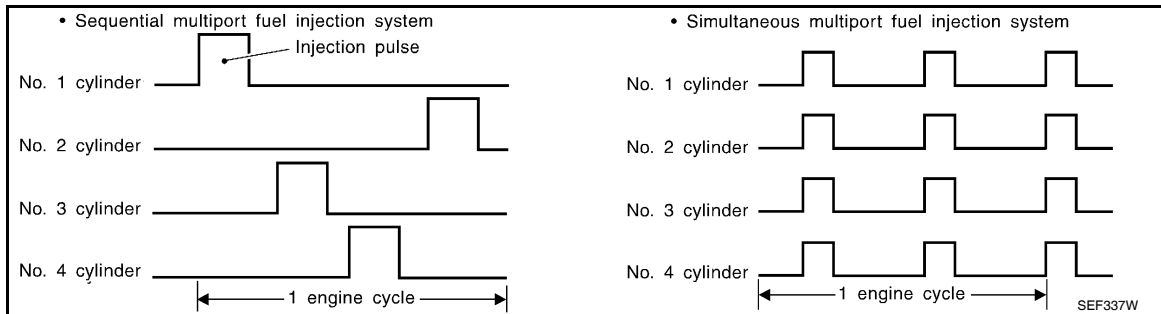 • Sequential multiport fuel injection system
Injection pulse
No. 1 cylinder
No. 2 cylinder
No. 3 cylinder
No. 4 cylinder
1 engine cycle
• Simultaneous multiport fuel injection system
No. 1 cylinder
No. 2 cylinder
No. 3 cylinder
No. 4 cylinder
1 engine cycle
SEF337W